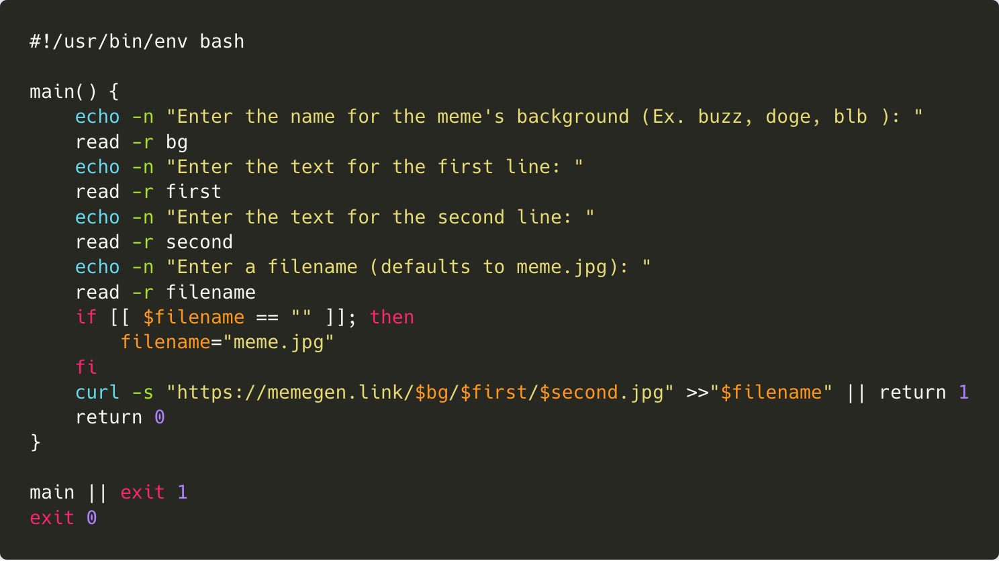 #!/usr/bin/env bash

main() {
    echo -n "Enter the name for the meme's background (Ex. buzz, doge, blb ): "
    read -r bg
    echo -n "Enter the text for the first line: "
    read -r first
    echo -n "Enter the text for the second line: "
    read -r second
    echo -n "Enter a filename (defaults to meme.jpg): "
    read -r filename
    if [[ $filename == "" ]]; then
        filename="meme.jpg"
    fi
    curl -s "https://memegen.link/$bg/$first/$second.jpg" >>"$filename" || return 1
    return 0
}

main || exit 1
exit 0